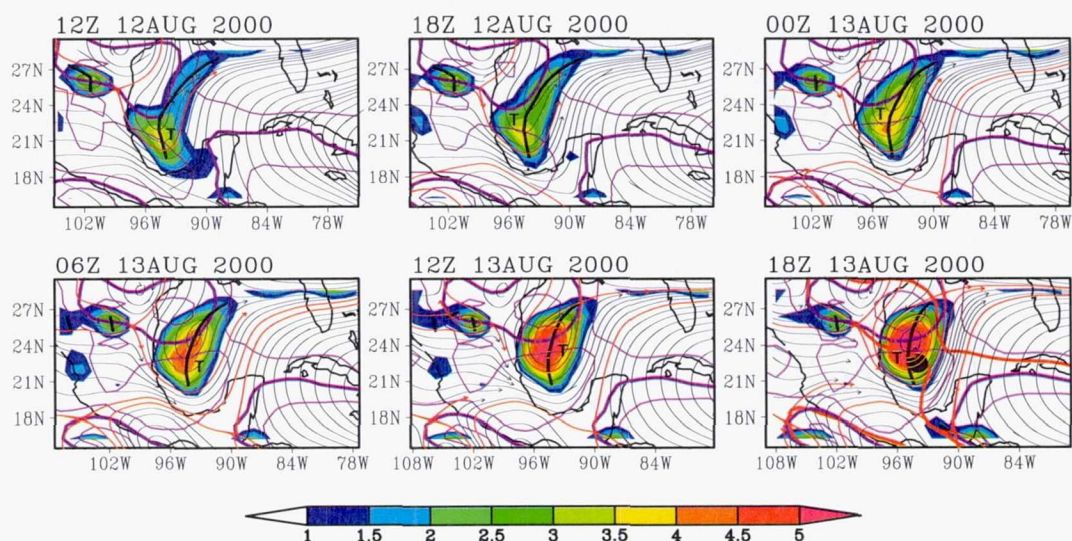 12Z 12AUG 2000 18Z 12AUG 2000 00Z 13AUG 2000
27N 27N 27N
24N T 24N T 24N T
21N 21N 21N
18N 18N 18N
102W 96W 90W 84W 78W 102W 96W 90W 84W 78W 102W 96W 90W 84W 78W
06Z 13AUG 2000 12Z 13AUG 2000 18Z 13AUG 2000
27N 27N 27N
24N T 24N T 24N T
21N 21N 21N
18N 18N 18N
102W 96W 90W 84W 78W 108W 102W 96W 90W 84W 108W 102W 96W 90W 84W
1 1.5 2 2.5 3 3.5 4 4.5 5